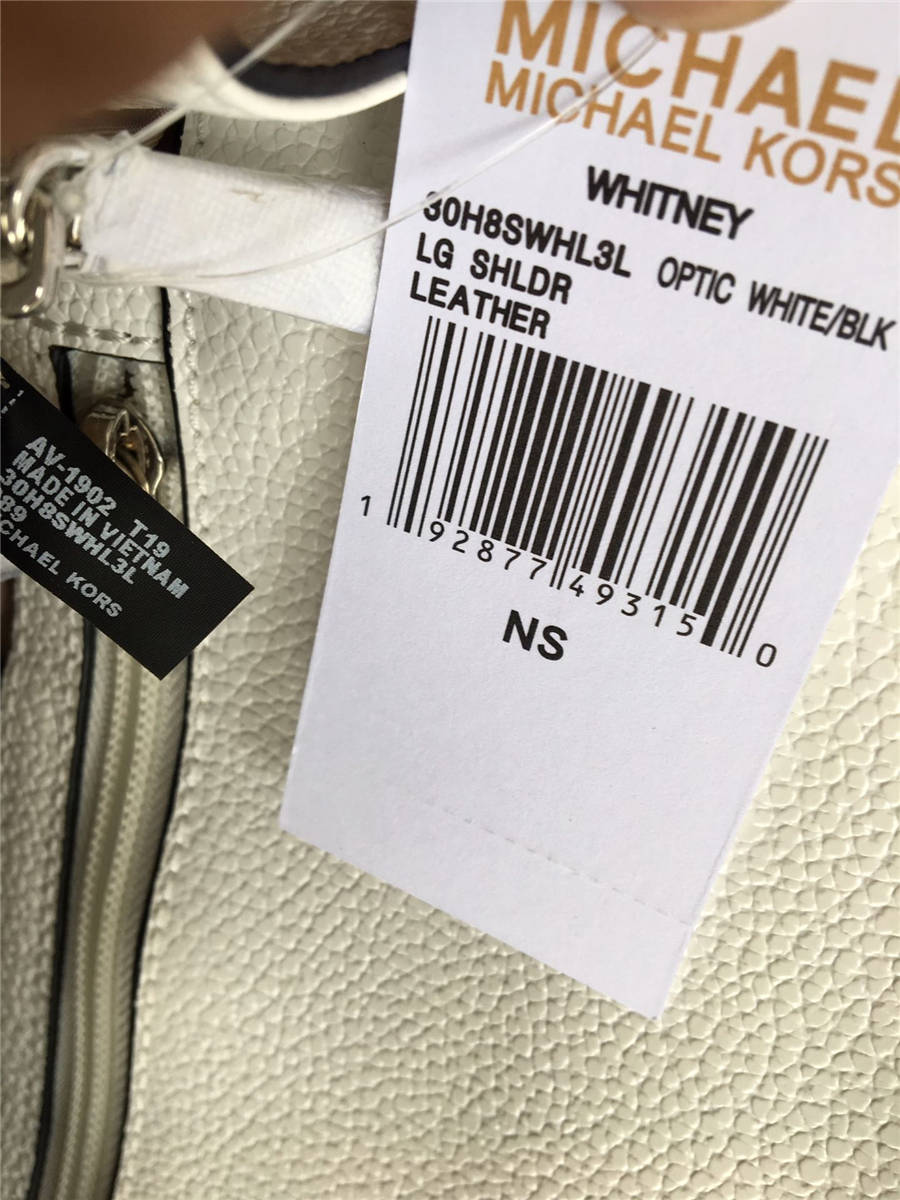 MICHAEL
MICHAEL KORS
WHITNEY
30H8SWHL3L OPTIC WHITE/BLK
LG SHLDR
LEATHER
1 92877 49315 0
NS
AV-1902 T19
MADE IN VIETNAM
30H8SWHL3L
89
CHAEL KORS